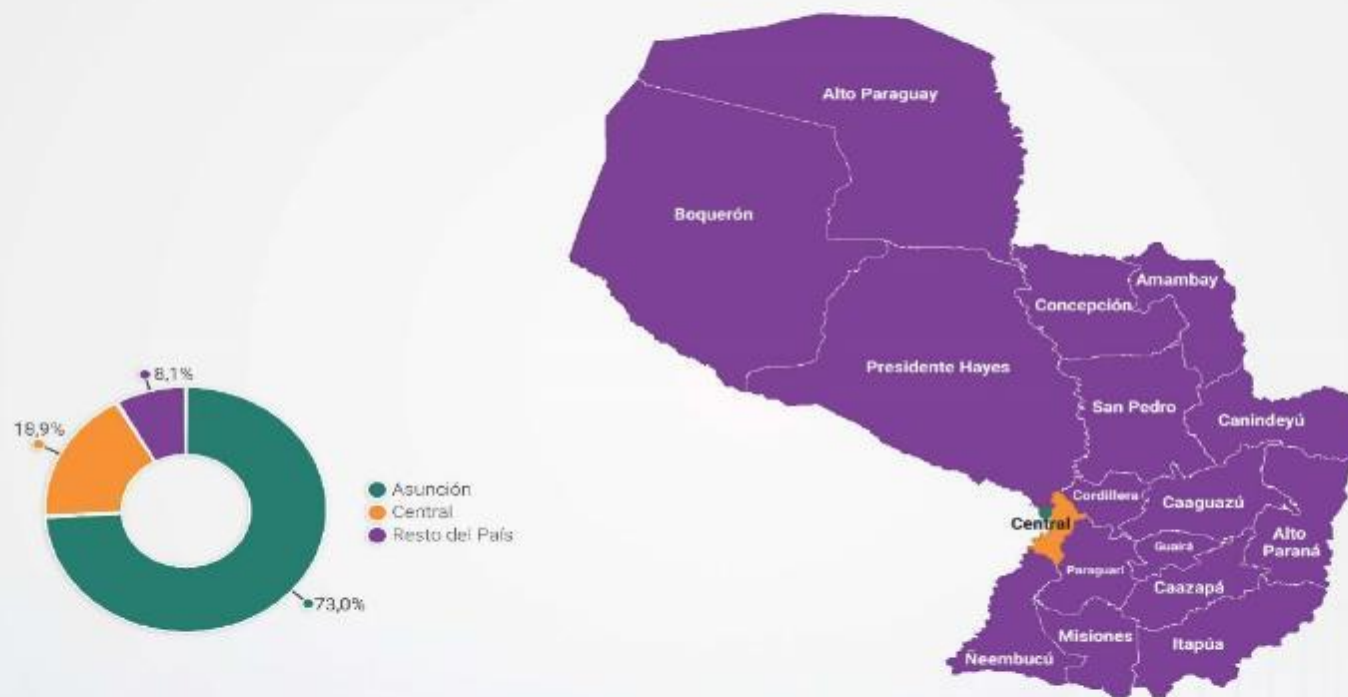 Alto Paraguay
Boquerón
Amambay
Concepción
Presidente Hayes
San Pedro
Canindeyú
Cordillera
Caaguazú
Central
Guairá
Alto
Paraná
Paraguarí
Caazapá
Misiones
Itapúa
Ñeembucú
8,1%
18,9%
73,0%
Asunción
Central
Resto del País